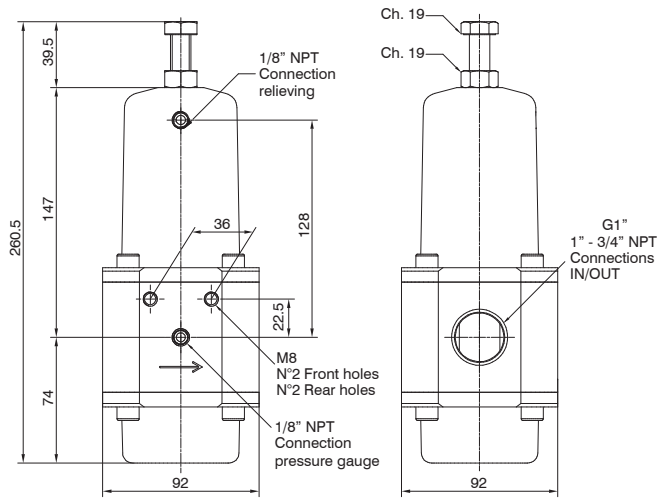 Ch. 19
39.5
1/8” NPT
Connection
relieving
Ch. 19
260.5
147
128
36
G1”
1” - 3/4” NPT
Connections
IN/OUT
22.5
M8
N°2 Front holes
N°2 Rear holes
74
1/8” NPT
Connection
pressure gauge
92
92